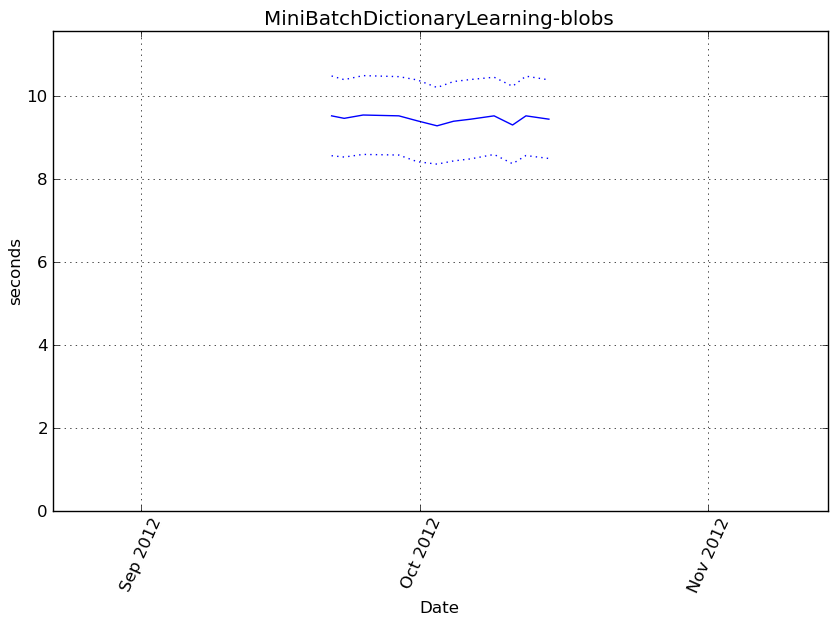 MiniBatchDictionaryLearning-blobs
10
8
6
4
2
0
seconds
Sep 2012
Oct 2012
Nov 2012
Date